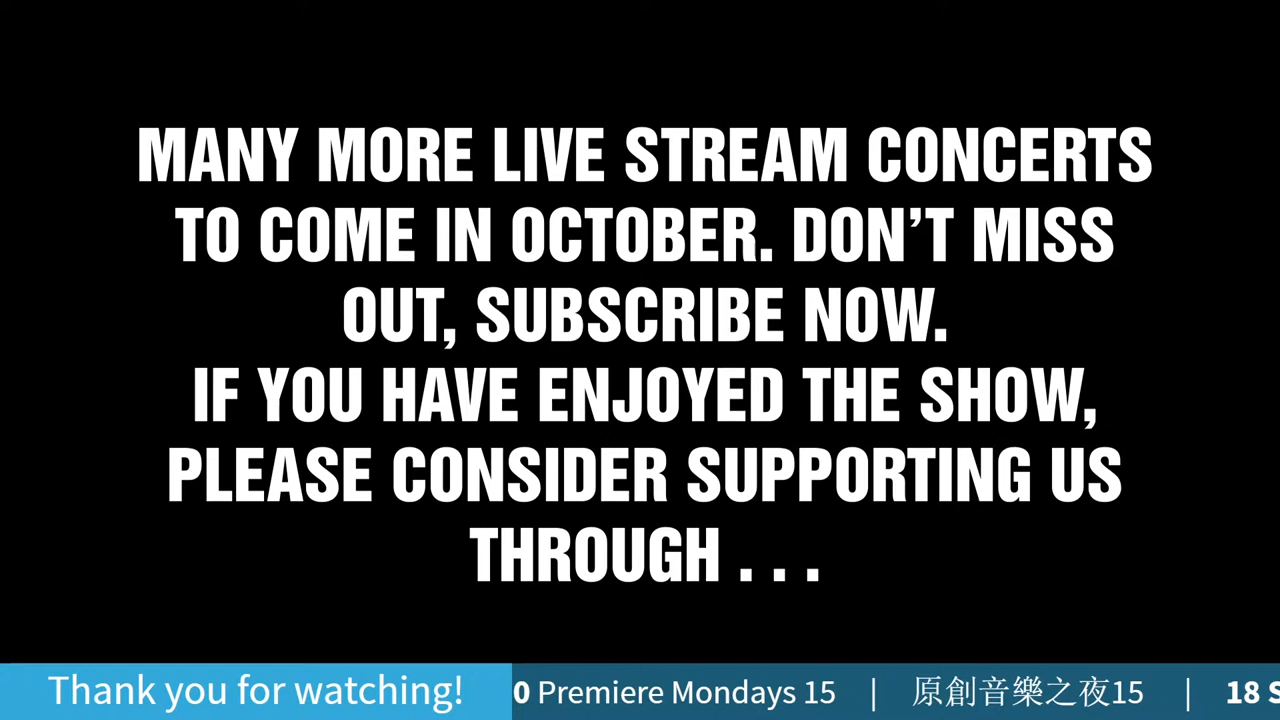 MANY MORE LIVE STREAM CONCERTS
TO COME IN OCTOBER. DON’T MISS
OUT, SUBSCRIBE NOW.
IF YOU HAVE ENJOYED THE SHOW,
PLEASE CONSIDER SUPPORTING US
THROUGH . . .
Thank you for watching!
0 Premiere Mondays 15 | 原創音樂之夜15 | 18 S